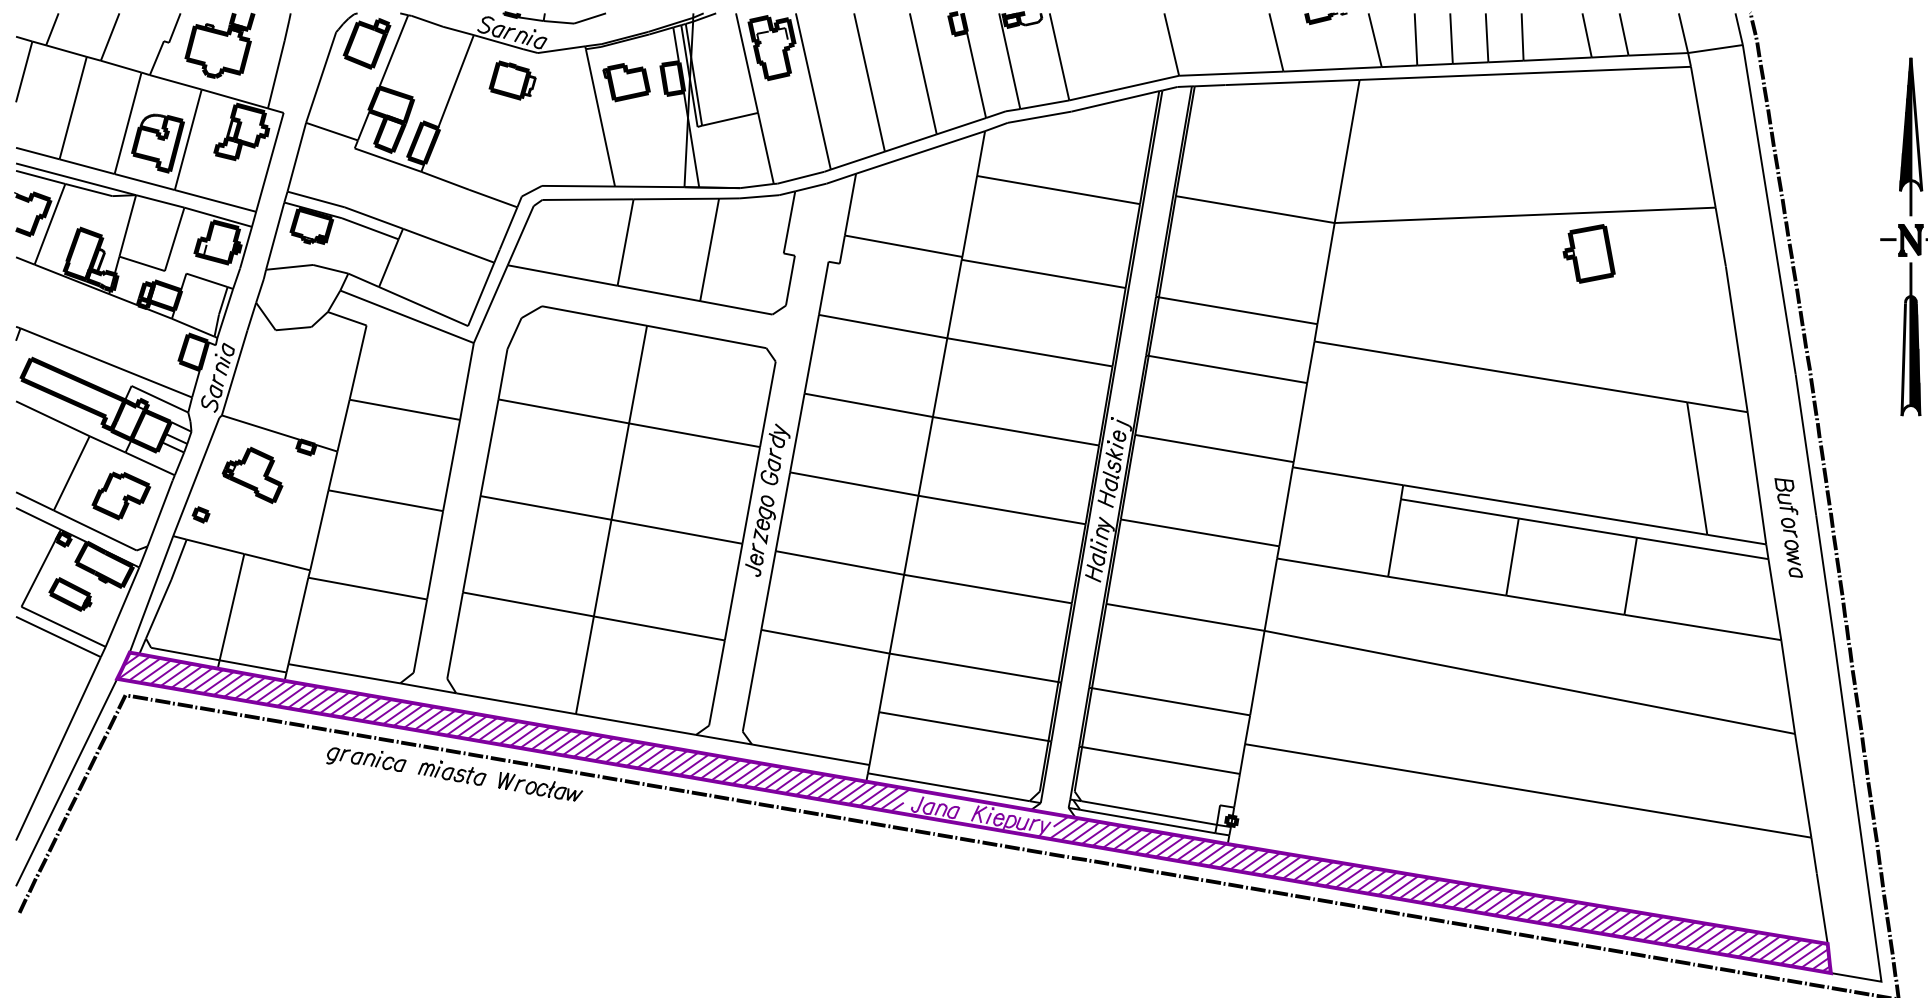 Sarnia
N
Sarnia
Jerzego Gardy
Haliny Halskiej
Buforowa
granica miasta Wrocław
Jana Kiepury